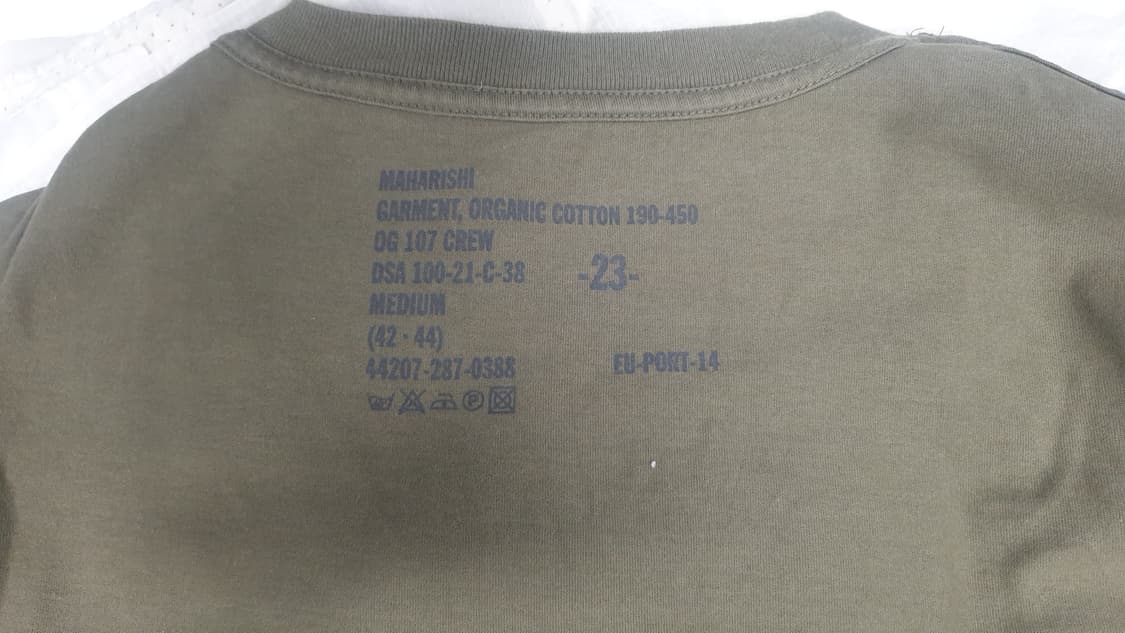 MAHARISHI
GARMENT, ORGANIC COTTON 190-450
OG 107 CREW
DSA 100-21-C-38
-23-
MEDIUM
(42 - 44)
44207-287-0388
EU-PORT-14
P